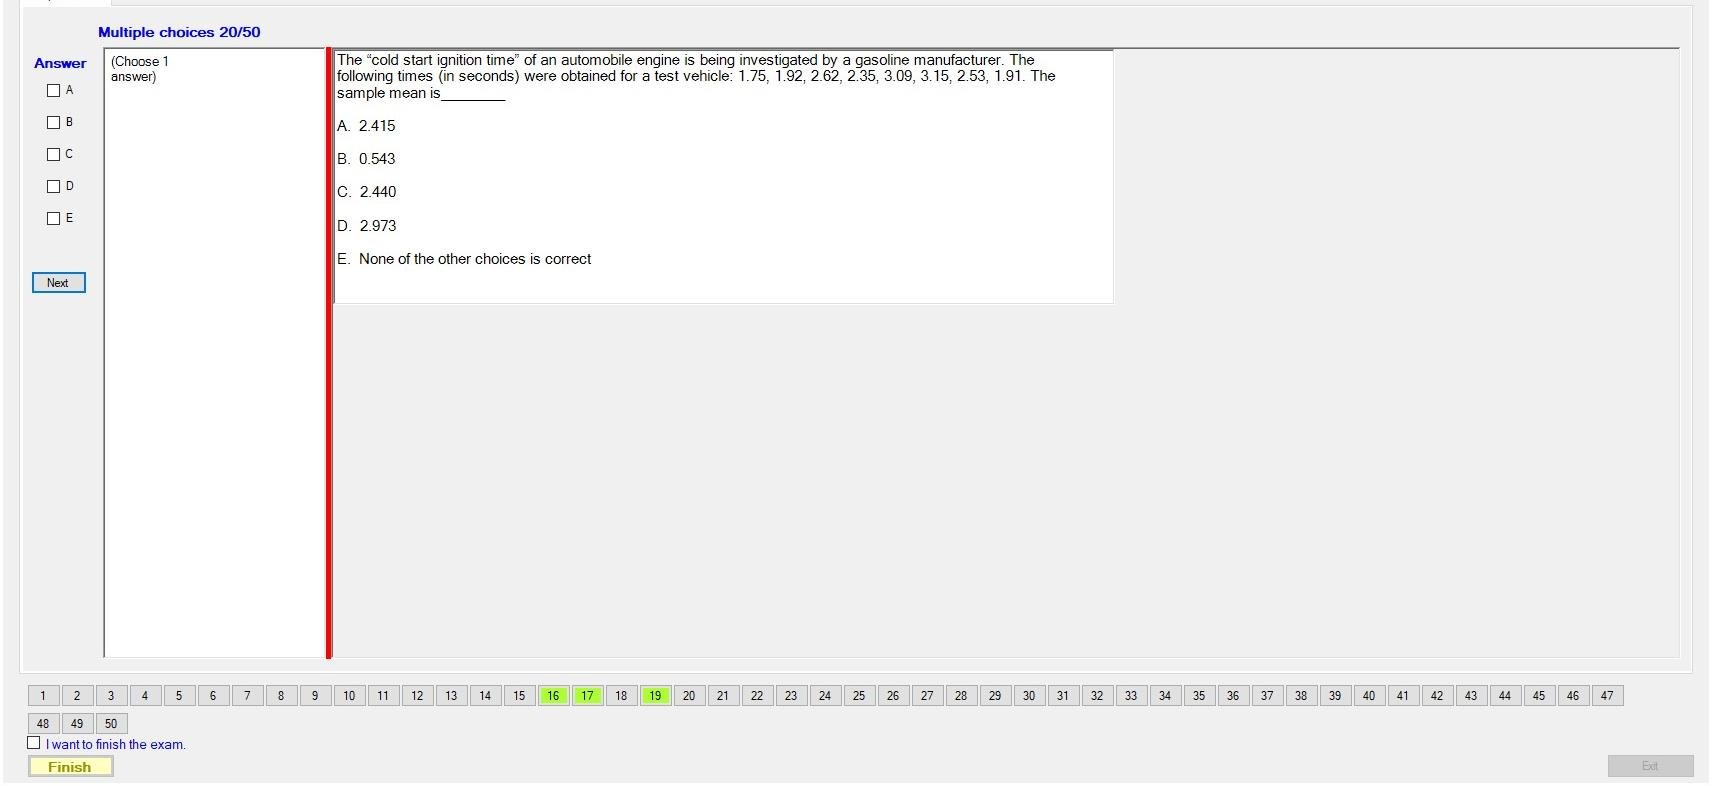 Multiple choices 20/50
Answer
(Choose 1
answer)
A
B
C
D
E
Next
The “cold start ignition time” of an automobile engine is being investigated by a gasoline manufacturer. The
following times (in seconds) were obtained for a test vehicle: 1.75, 1.92, 2.62, 2.35, 3.09, 3.15, 2.53, 1.91. The
sample mean is________
A. 2.415
B. 0.543
C. 2.440
D. 2.973
E. None of the other choices is correct
1 2 3 4 5 6 7 8 9 10 11 12 13 14 15 16 17 18 19 20 21 22 23 24 25 26 27 28 29 30 31 32 33 34 35 36 37 38 39 40 41 42 43 44 45 46 47
48 49 50
I want to finish the exam.
Finish
Exit